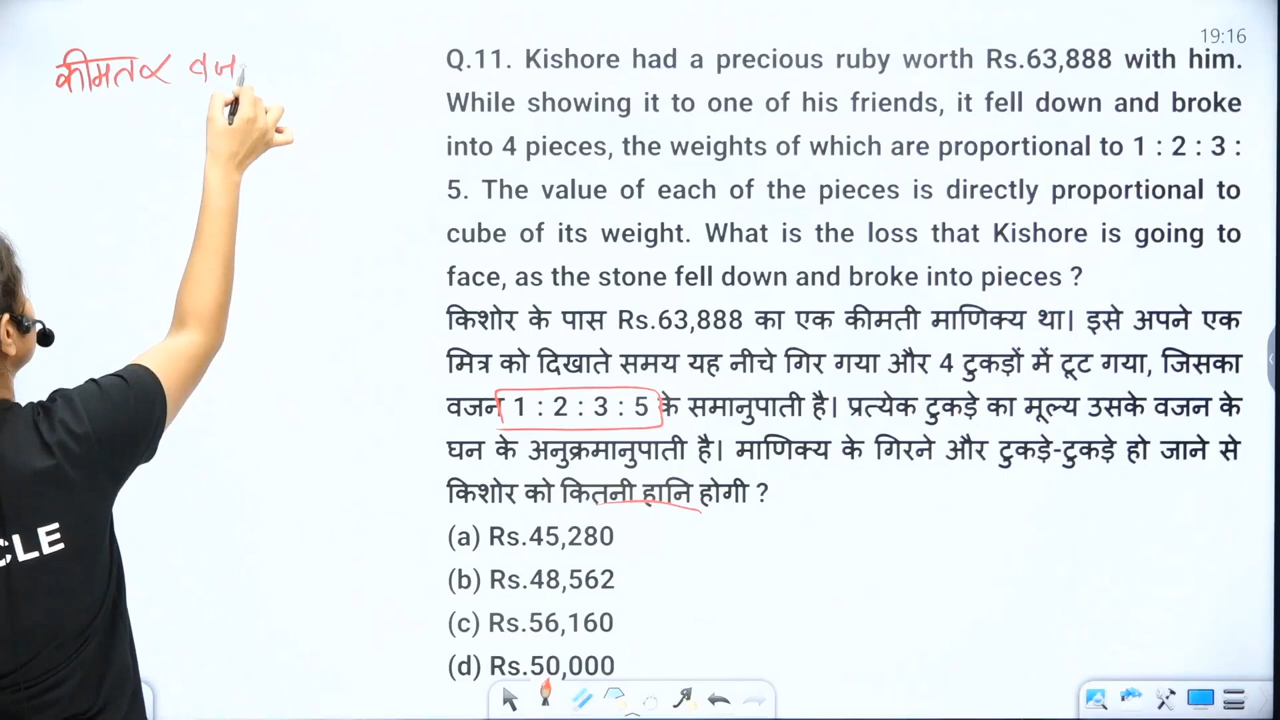 19:16
कीमत ∝ वज
Q.11. Kishore had a precious ruby worth Rs.63,888 with him.
While showing it to one of his friends, it fell down and broke
into 4 pieces, the weights of which are proportional to 1 : 2 : 3 :
5. The value of each of the pieces is directly proportional to
cube of its weight. What is the loss that Kishore is going to
face, as the stone fell down and broke into pieces ?
किशोर के पास Rs.63,888 का एक कीमती माणिक्य था। इसे अपने एक
मित्र को दिखाते समय यह नीचे गिर गया और 4 टुकड़ों में टूट गया, जिसका
वजन 1 : 2 : 3 : 5 के समानुपाती है। प्रत्येक टुकड़े का मूल्य उसके वजन के
घन के अनुक्रमानुपाती है। माणिक्य के गिरने और टुकड़े-टुकड़े हो जाने से
किशोर को कितनी हानि होगी ?
(a) Rs.45,280
(b) Rs.48,562
(c) Rs.56,160
(d) Rs.50,000
CLE